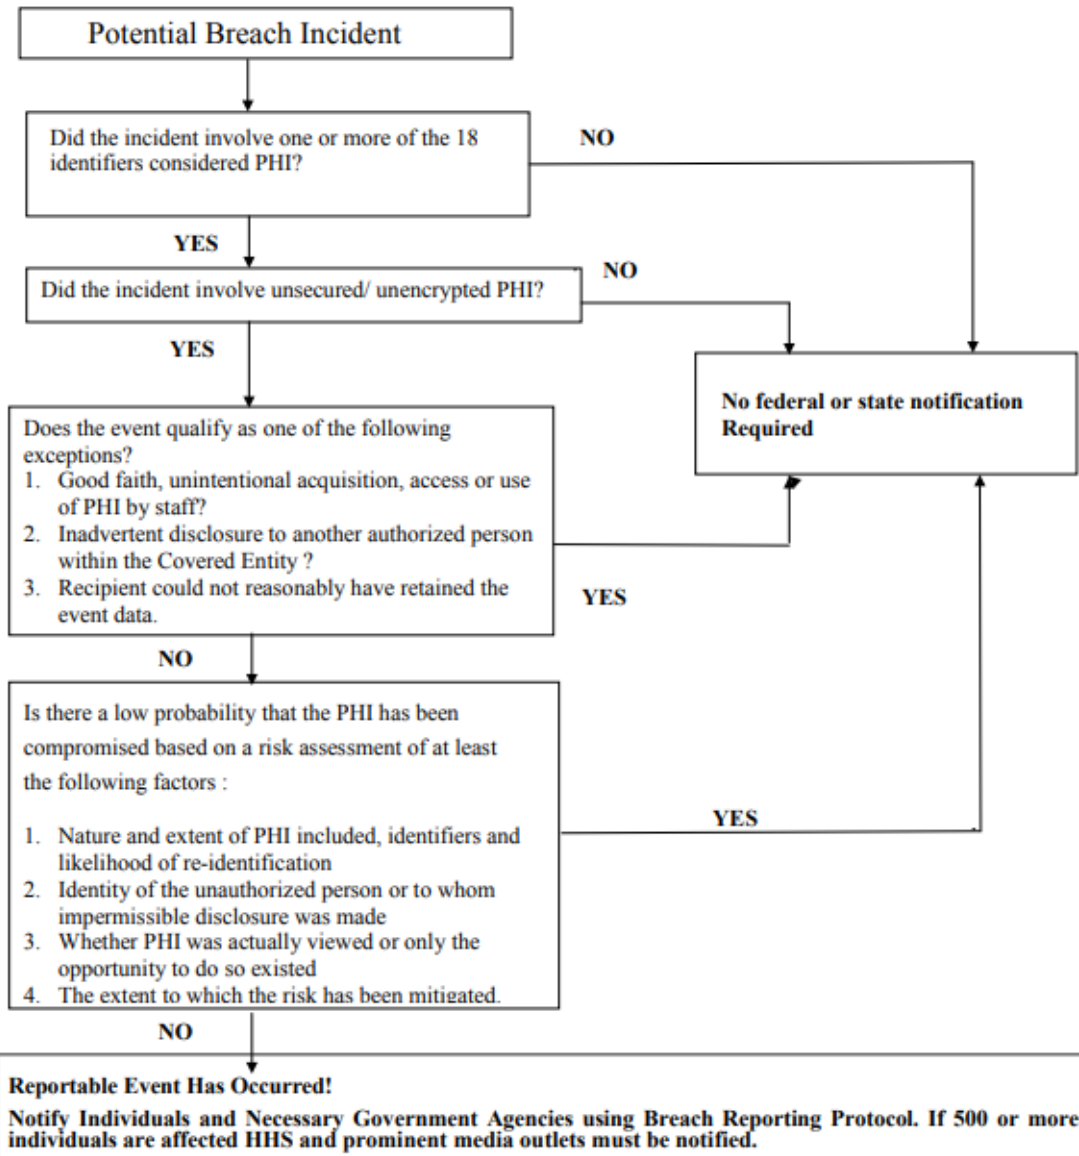 Potential Breach Incident
Did the incident involve one or more of the 18
identifiers considered PHI?
NO
YES
Did the incident involve unsecured/ unencrypted PHI?
NO
YES
No federal or state notification
Required
Does the event qualify as one of the following
exceptions?
1. Good faith, unintentional acquisition, access or use
of PHI by staff?
2. Inadvertent disclosure to another authorized person
within the Covered Entity ?
3. Recipient could not reasonably have retained the
event data.
YES
NO
Is there a low probability that the PHI has been
compromised based on a risk assessment of at least
the following factors :
1. Nature and extent of PHI included, identifiers and
likelihood of re-identification
2. Identity of the unauthorized person or to whom
impermissible disclosure was made
3. Whether PHI was actually viewed or only the
opportunity to do so existed
4. The extent to which the risk has been mitigated.
YES
NO
Reportable Event Has Occurred!
Notify Individuals and Necessary Government Agencies using Breach Reporting Protocol. If 500 or more
individuals are affected HHS and prominent media outlets must be notified.